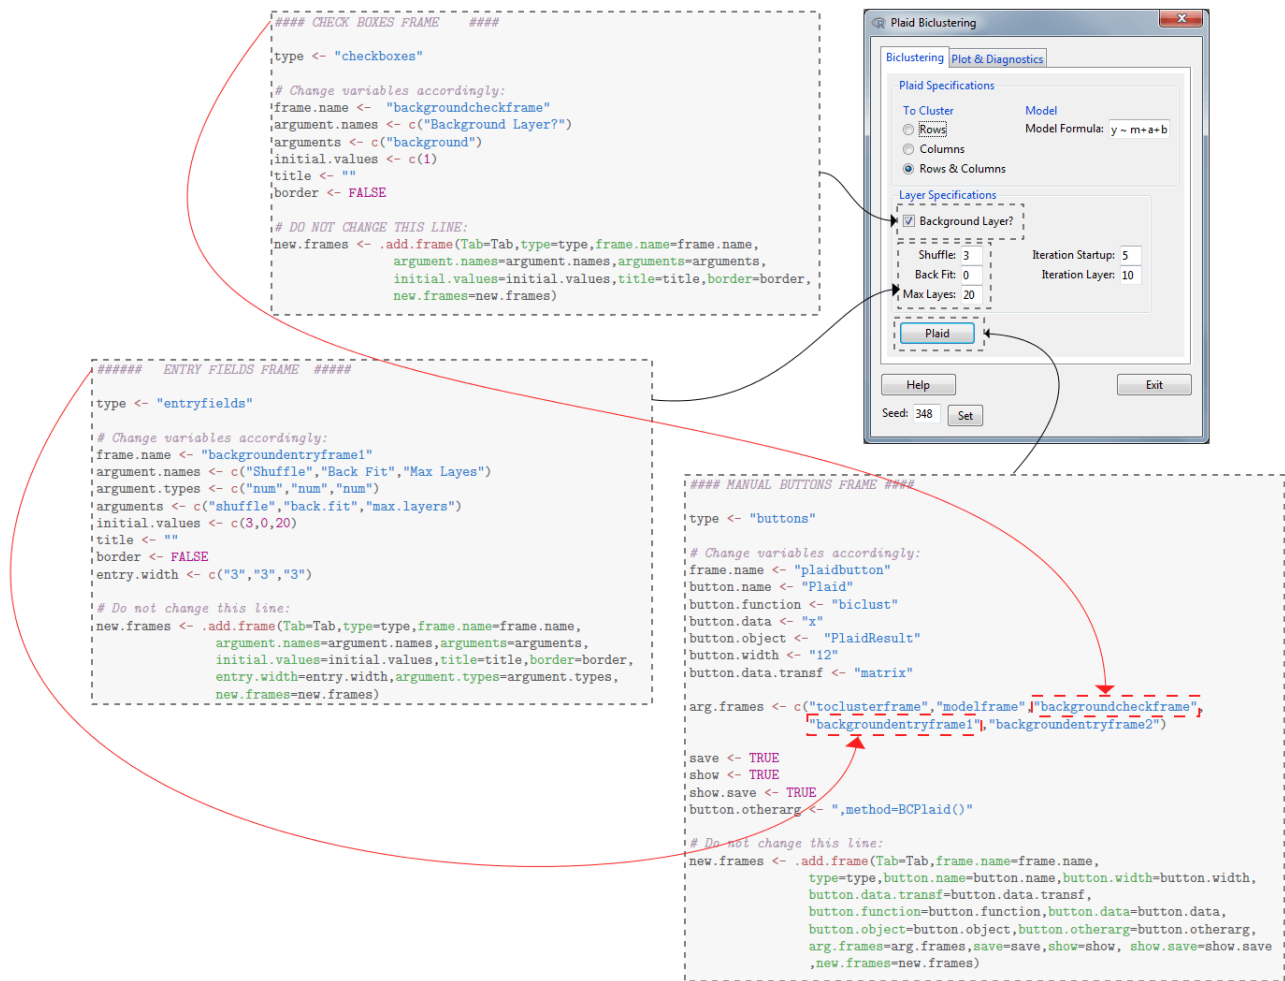 #### CHECK BOXES FRAME    ####
type <- "checkboxes"
# Change variables accordingly:
frame.name <-  "backgroundcheckframe"
argument.names <- c("Background Layer?")
arguments <- c("background")
initial.values <- c(1)
title <- ""
border <- FALSE
# DO NOT CHANGE THIS LINE:
new.frames <- .add.frame(Tab=Tab,type=type,frame.name=frame.name,
argument.names=argument.names,arguments=arguments,
initial.values=initial.values,title=title,border=border,
new.frames=new.frames)
Plaid Biclustering
Biclustering
Plot & Diagnostics
Plaid Specifications
To Cluster
Model
Rows
Model Formula: y ~ m+a+b
Columns
Rows & Columns
Layer Specifications
Background Layer?
Shuffle: 3
Iteration Startup: 5
Back Fit: 0
Iteration Layer: 10
Max Layes: 20
Plaid
Help
Exit
Seed: 348
Set
######   ENTRY FIELDS FRAME  #####
type <- "entryfields"
# Change variables accordingly:
frame.name <- "backgroundentryframe1"
argument.names <- c("Shuffle","Back Fit","Max Layes")
argument.types <- c("num","num","num")
arguments <- c("shuffle","back.fit","max.layers")
initial.values <- c(3,0,20)
title <- ""
border <- FALSE
entry.width <- c("3","3","3")
# Do not change this line:
new.frames <- .add.frame(Tab=Tab,type=type,frame.name=frame.name,
argument.names=argument.names,arguments=arguments,
initial.values=initial.values,title=title,border=border,
entry.width=entry.width,argument.types=argument.types,
new.frames=new.frames)
#### MANUAL BUTTONS FRAME ####
type <- "buttons"
# Change variables accordingly:
frame.name <- "plaidbutton"
button.name <- "Plaid"
button.function <- "biclust"
button.data <- "x"
button.object <-  "PlaidResult"
button.width <- "12"
button.data.transf <- "matrix"
arg.frames <- c("toclusterframe","modelframe","backgroundcheckframe",
"backgroundentryframe1","backgroundentryframe2")
save <- TRUE
show <- TRUE
show.save <- TRUE
button.otherarg <- ",method=BCPlaid()"
# Do not change this line:
new.frames <- .add.frame(Tab=Tab,frame.name=frame.name,
type=type,button.name=button.name,button.width=button.width,
button.data.transf=button.data.transf,
button.function=button.function,button.data=button.data,
button.object=button.object,button.otherarg=button.otherarg,
arg.frames=arg.frames,save=save,show=show, show.save=show.save
,new.frames=new.frames)